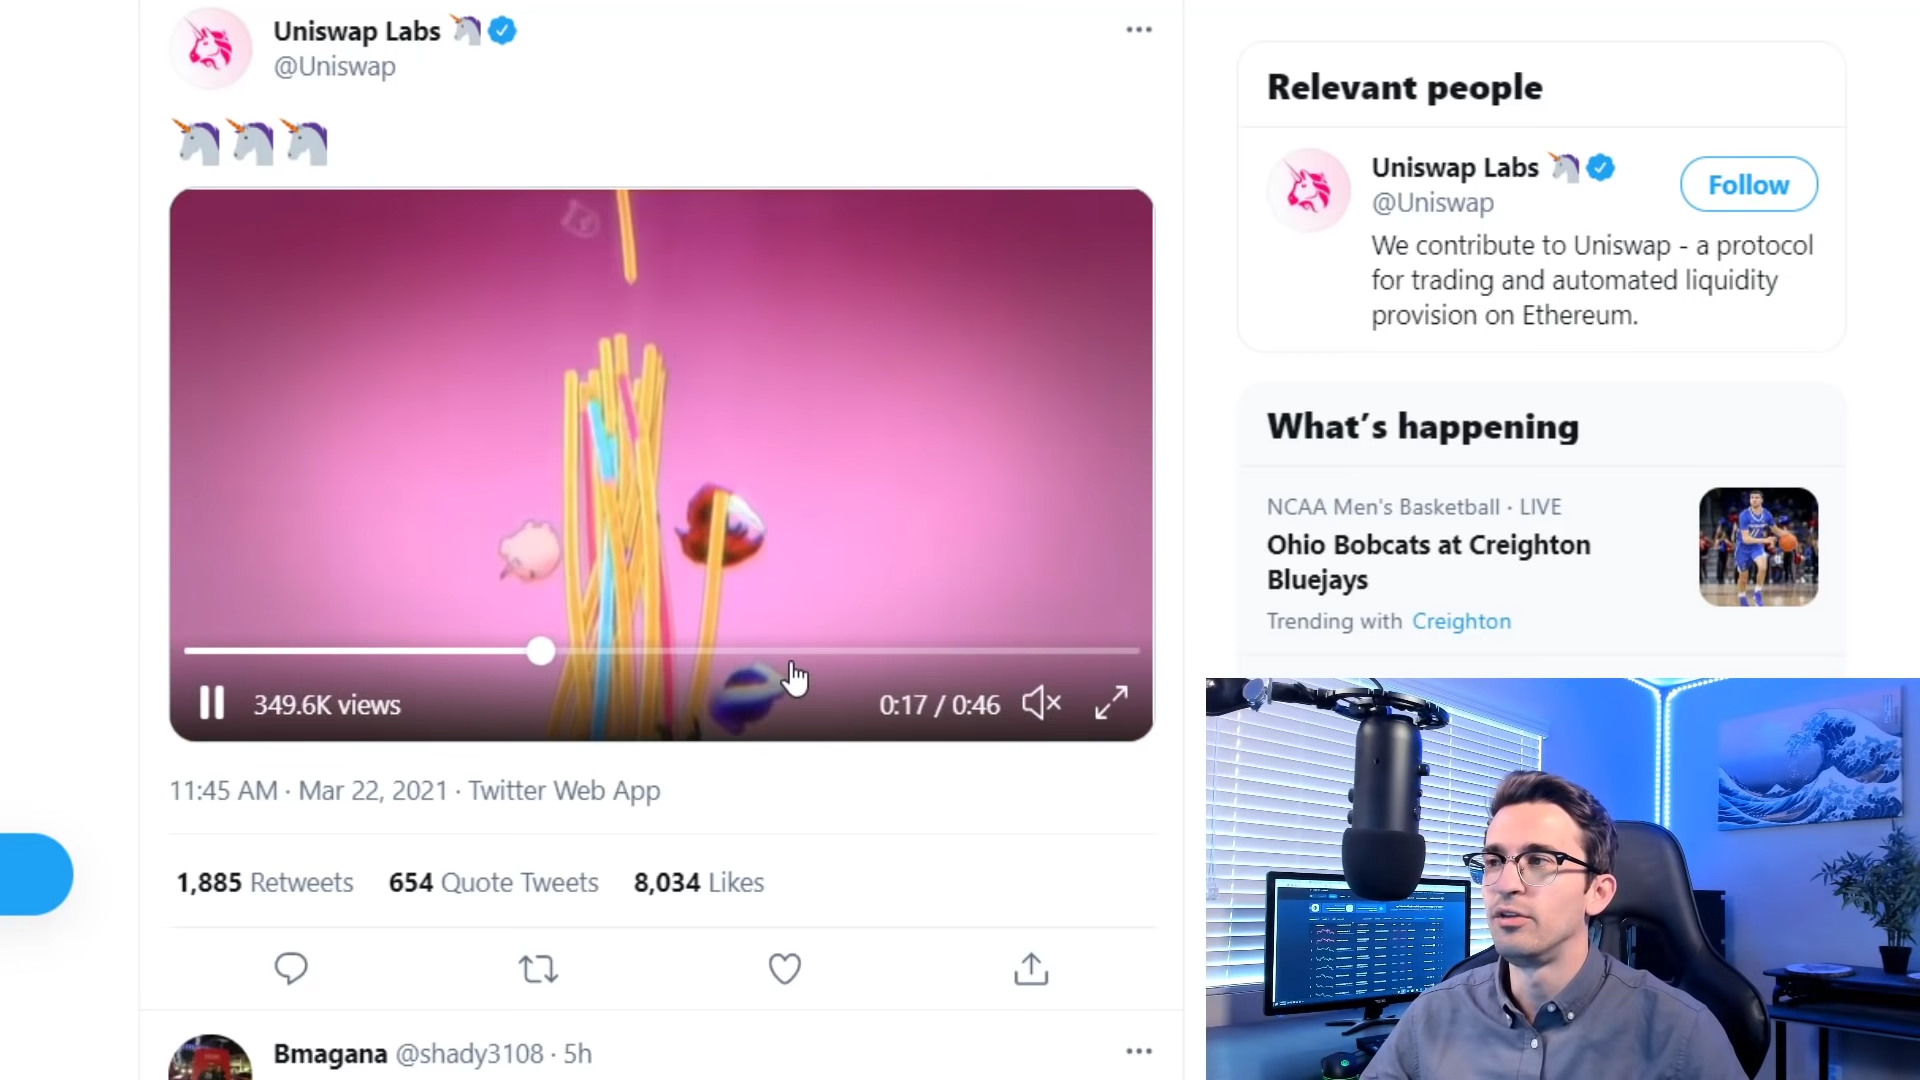 Uniswap Labs
@Uniswap
349.6K views
0:17 / 0:46
11:45 AM · Mar 22, 2021 · Twitter Web App
1,885 Retweets 654 Quote Tweets 8,034 Likes
Bmagana @shady3108 · 5h
Relevant people
Uniswap Labs
@Uniswap
Follow
We contribute to Uniswap - a protocol
for trading and automated liquidity
provision on Ethereum.
What's happening
NCAA Men's Basketball · LIVE
Ohio Bobcats at Creighton
Bluejays
Trending with Creighton